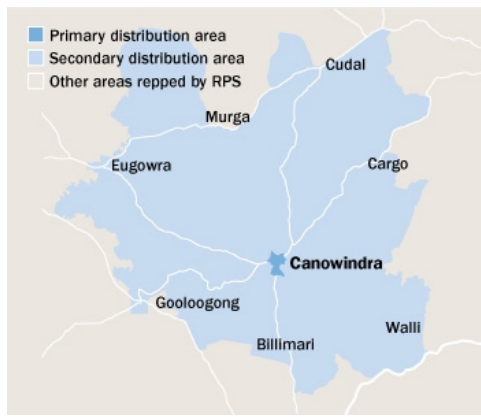 Primary distribution area
Secondary distribution area
Other areas repped by RPS
Cudal
Murga
Eugowra
Cargo
Canowindra
Gooloogong
Walli
Billimari